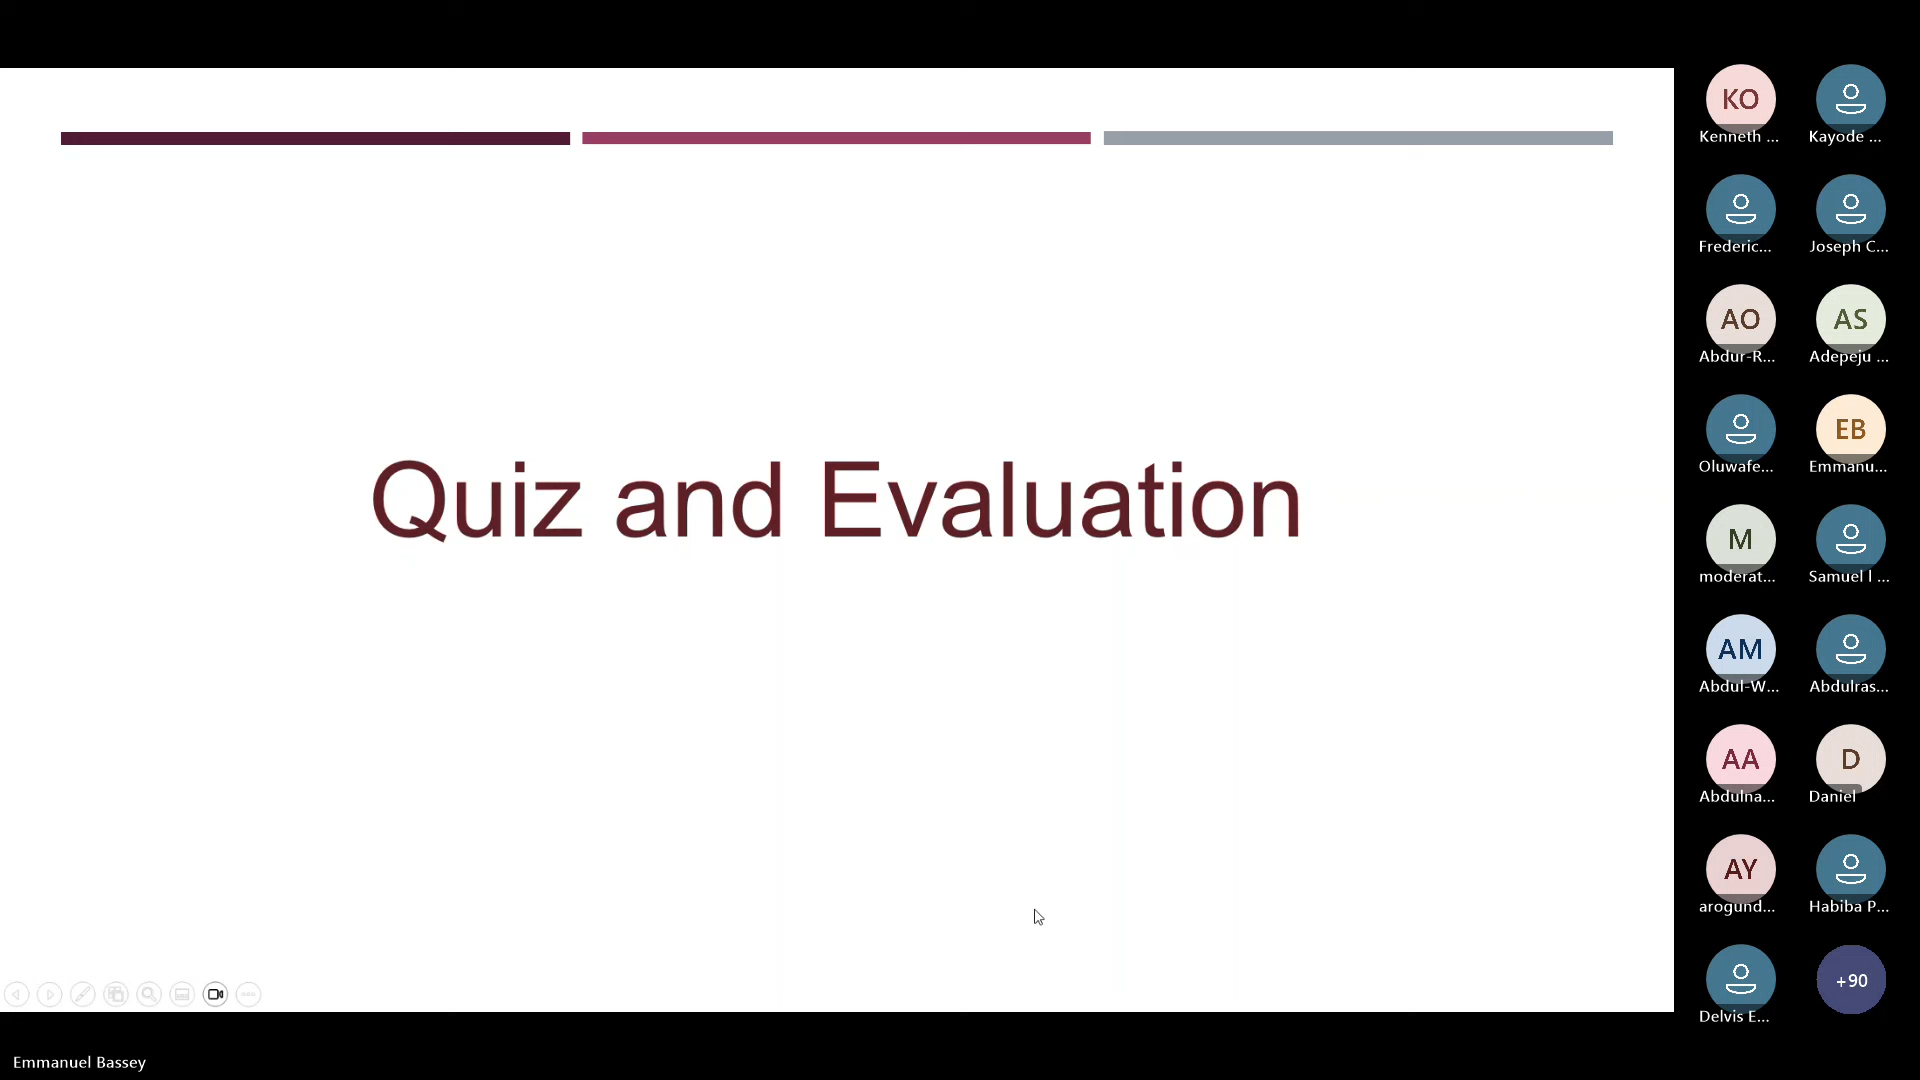 Quiz and Evaluation
KO
Kenneth ...
Kayode ...
Frederic...
Joseph C...
AO
Abdur-R...
AS
Adepeju ...
Oluwafe...
EB
Emmanu...
M
moderat...
Samuel I ...
AM
Abdul-W...
Abdulras...
AA
Abdulna...
D
Daniel
AY
arogund...
Habiba P...
Delvis E...
+90
Emmanuel Bassey